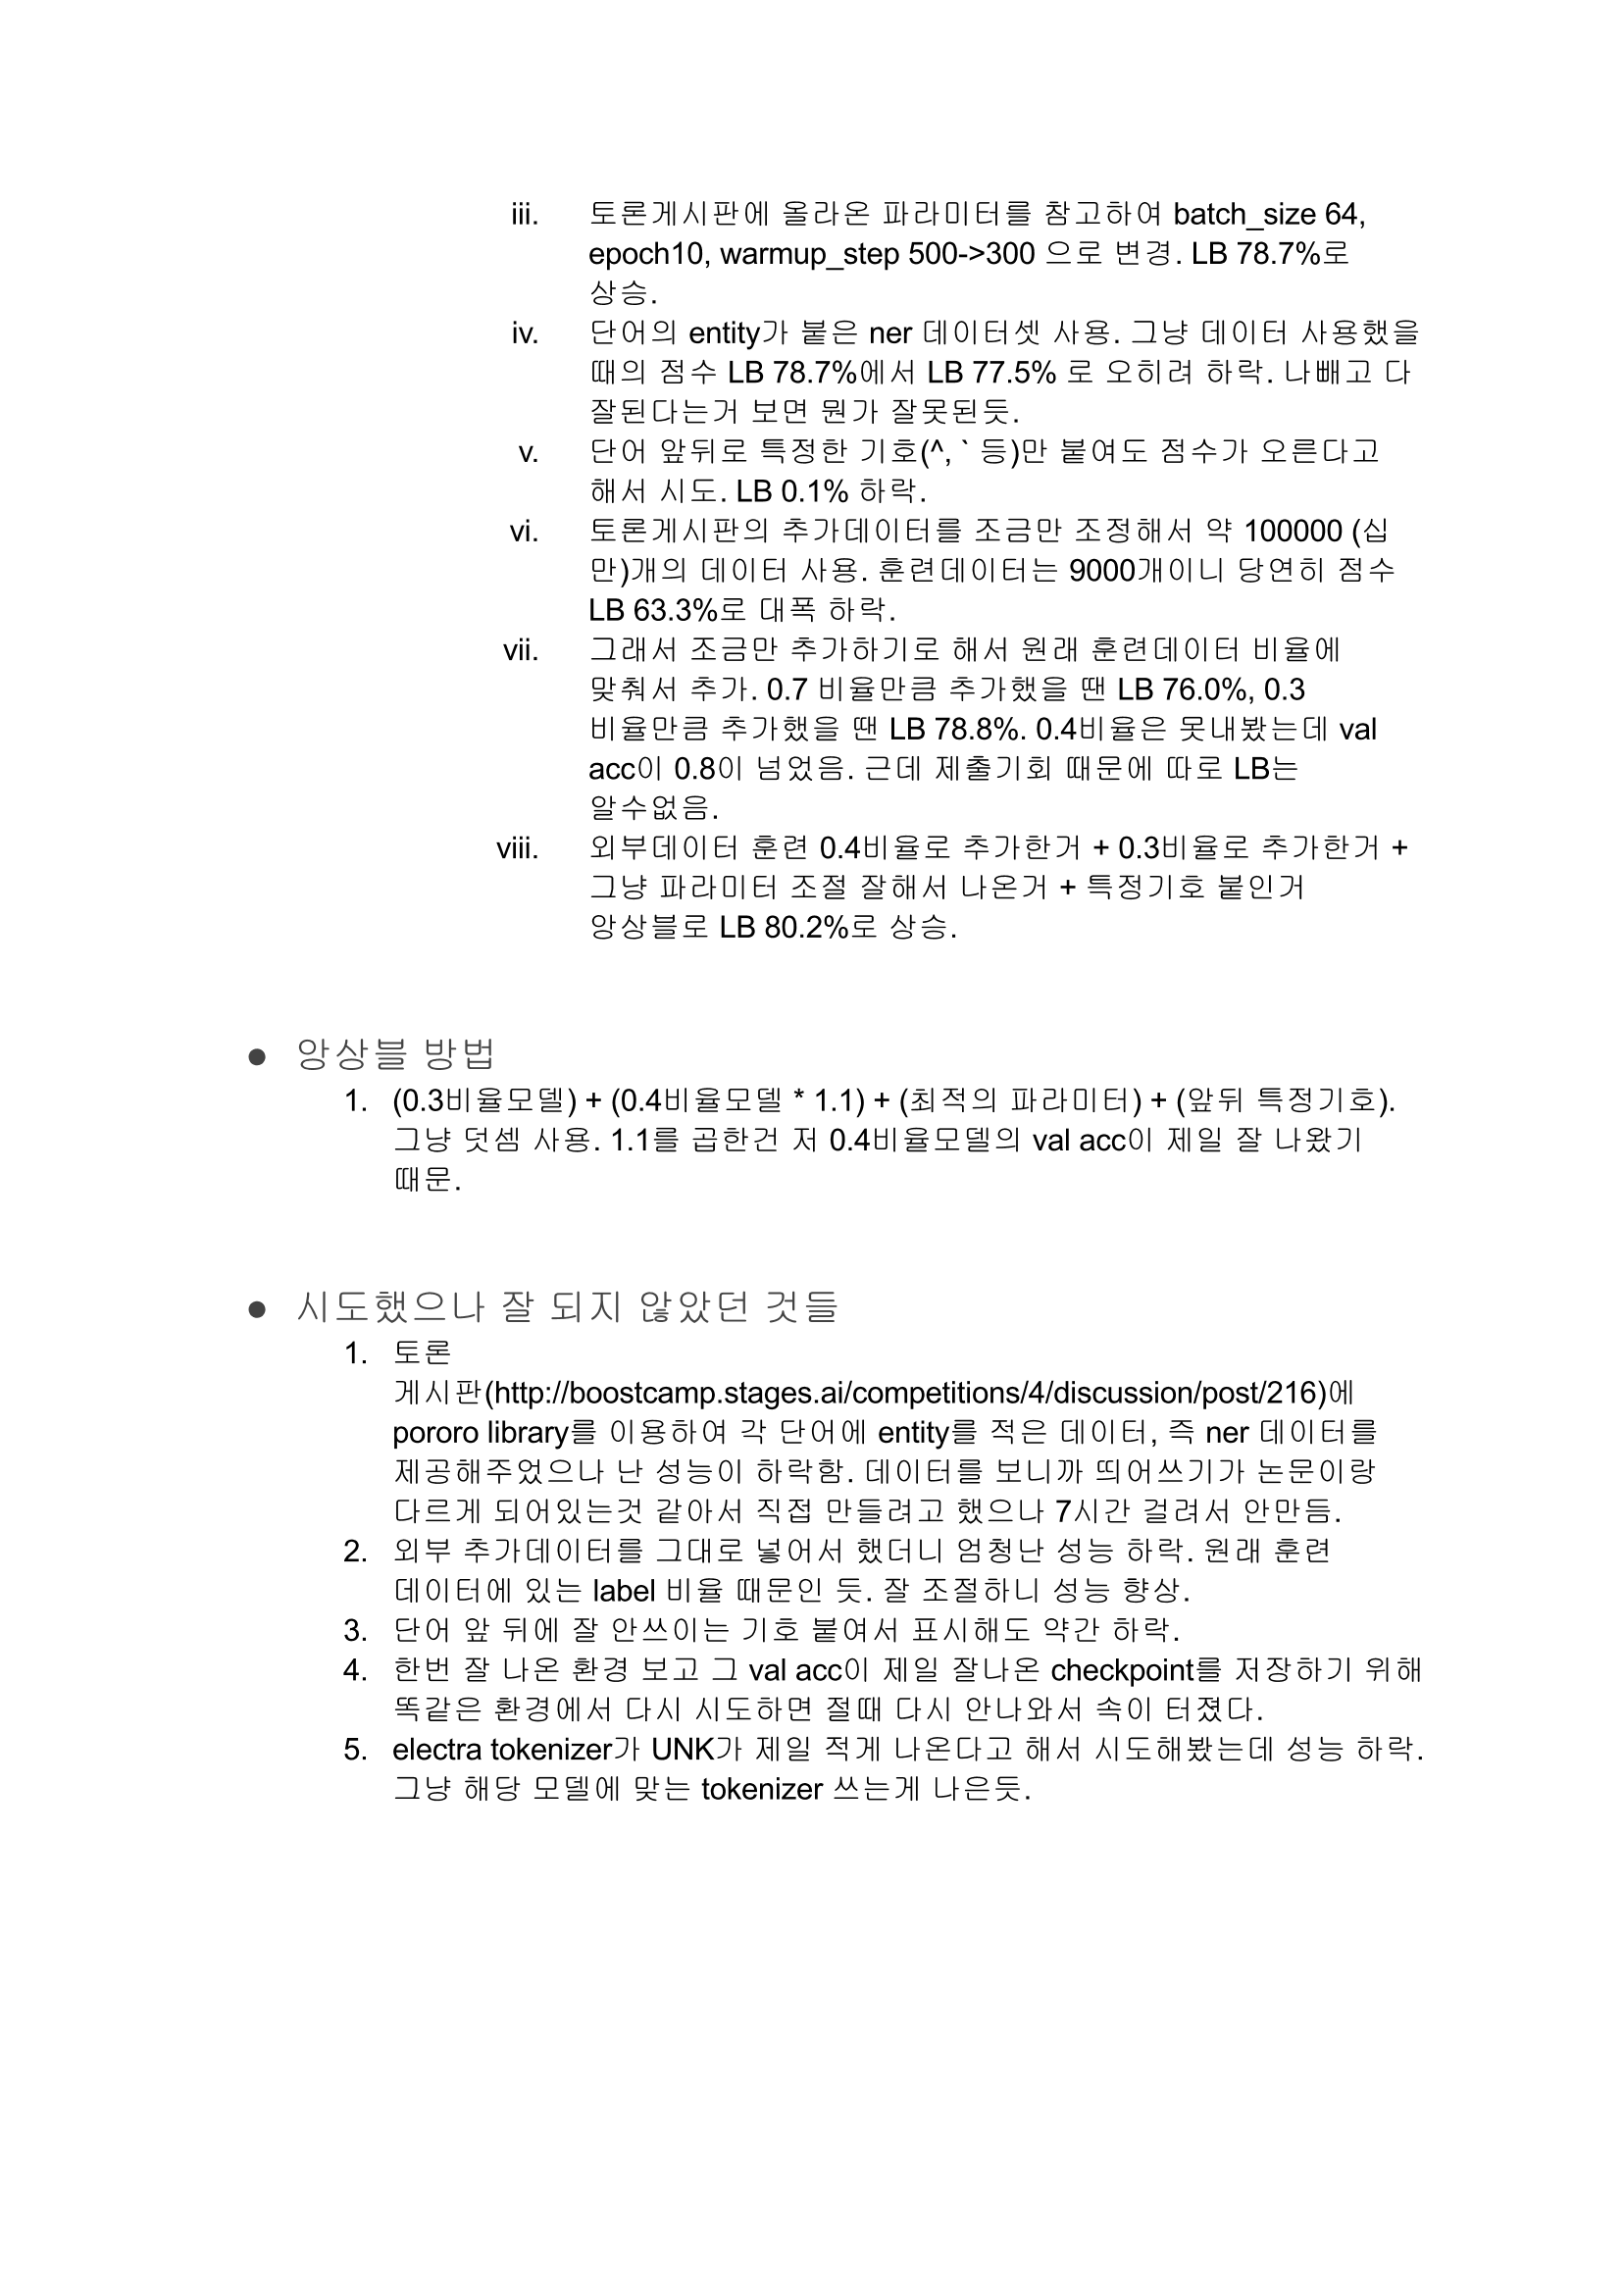 iii. 토론게시판에 올라온 파라미터를 참고하여 batch_size 64,
epoch10, warmup_step 500->300 으로 변경. LB 78.7%로
상승.
iv. 단어의 entity가 붙은 ner 데이터셋 사용. 그냥 데이터 사용했을
때의 점수 LB 78.7%에서 LB 77.5% 로 오히려 하락. 나빼고 다
잘된다는거 보면 뭔가 잘못된듯.
v. 단어 앞뒤로 특정한 기호(^, ` 등)만 붙여도 점수가 오른다고
해서 시도. LB 0.1% 하락.
vi. 토론게시판의 추가데이터를 조금만 조정해서 약 100000 (십
만)개의 데이터 사용. 훈련데이터는 9000개이니 당연히 점수
LB 63.3%로 대폭 하락.
vii. 그래서 조금만 추가하기로 해서 원래 훈련데이터 비율에
맞춰서 추가. 0.7 비율만큼 추가했을 땐 LB 76.0%, 0.3
비율만큼 추가했을 땐 LB 78.8%. 0.4비율은 못내봤는데 val
acc이 0.8이 넘었음. 근데 제출기회 때문에 따로 LB는
알수없음.
viii. 외부데이터 훈련 0.4비율로 추가한거 + 0.3비율로 추가한거 +
그냥 파라미터 조절 잘해서 나온거 + 특정기호 붙인거
앙상블로 LB 80.2%로 상승.
● 앙상블 방법
1. (0.3비율모델) + (0.4비율모델 * 1.1) + (최적의 파라미터) + (앞뒤 특정기호).
그냥 덧셈 사용. 1.1를 곱한건 저 0.4비율모델의 val acc이 제일 잘 나왔기
때문.
● 시도했으나 잘 되지 않았던 것들
1. 토론
게시판(http://boostcamp.stages.ai/competitions/4/discussion/post/216)에
pororo library를 이용하여 각 단어에 entity를 적은 데이터, 즉 ner 데이터를
제공해주었으나 난 성능이 하락함. 데이터를 보니까 띄어쓰기가 논문이랑
다르게 되어있는것 같아서 직접 만들려고 했으나 7시간 걸려서 안만듬.
2. 외부 추가데이터를 그대로 넣어서 했더니 엄청난 성능 하락. 원래 훈련
데이터에 있는 label 비율 때문인 듯. 잘 조절하니 성능 향상.
3. 단어 앞 뒤에 잘 안쓰이는 기호 붙여서 표시해도 약간 하락.
4. 한번 잘 나온 환경 보고 그 val acc이 제일 잘나온 checkpoint를 저장하기 위해
똑같은 환경에서 다시 시도하면 절때 다시 안나와서 속이 터졌다.
5. electra tokenizer가 UNK가 제일 적게 나온다고 해서 시도해봤는데 성능 하락.
그냥 해당 모델에 맞는 tokenizer 쓰는게 나은듯.